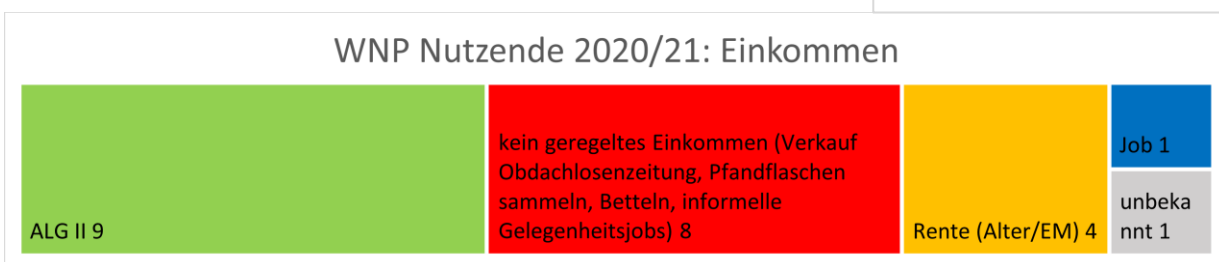 WNP Nutzende 2020/21: Einkommen
ALG II 9
kein geregeltes Einkommen (Verkauf
Obdachlosenzeitung, Pfandflaschen
sammeln, Betteln, informelle
Gelegenheitsjobs) 8
Rente (Alter/EM) 4
Job 1
unbeka
nnt 1